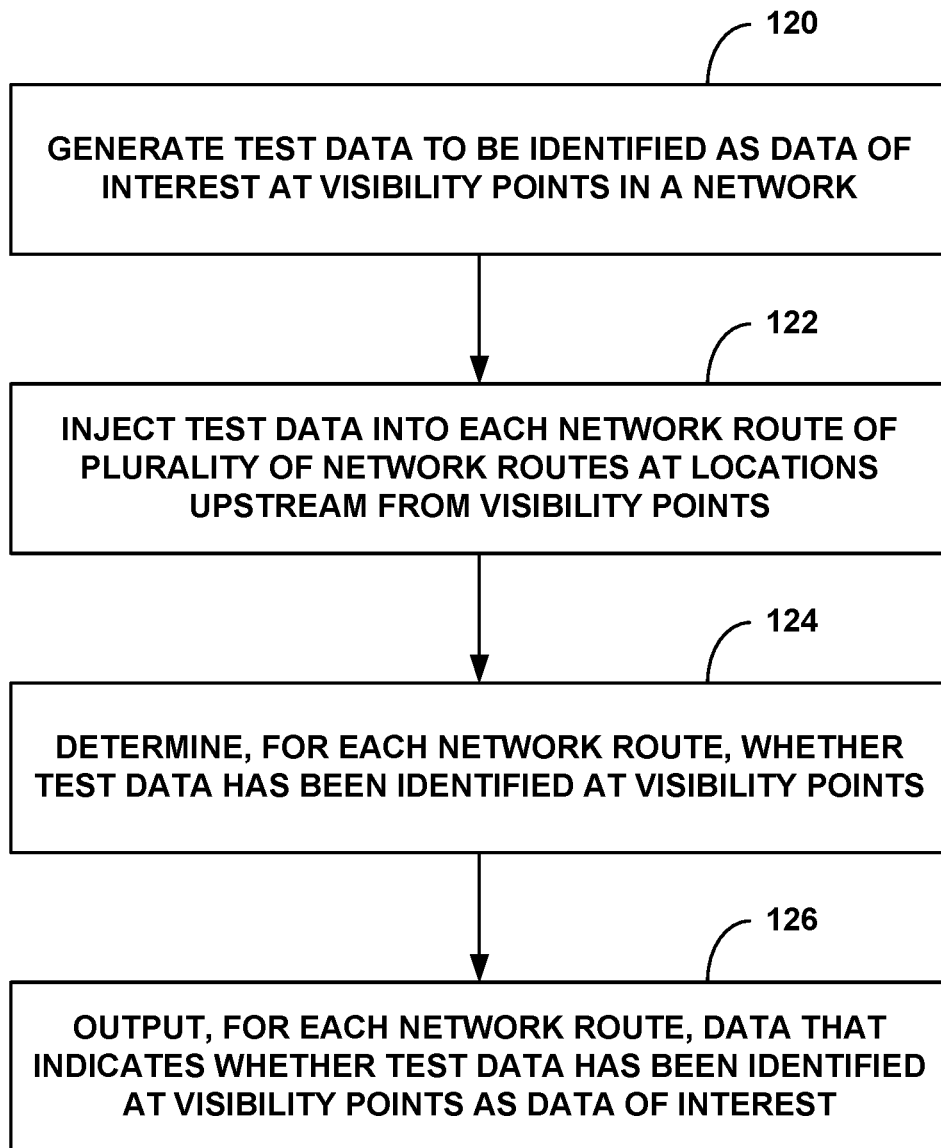 120
GENERATE TEST DATA TO BE IDENTIFIED AS DATA OF
INTEREST AT VISIBILITY POINTS IN A NETWORK
122
INJECT TEST DATA INTO EACH NETWORK ROUTE OF
PLURALITY OF NETWORK ROUTES AT LOCATIONS
UPSTREAM FROM VISIBILITY POINTS
124
DETERMINE, FOR EACH NETWORK ROUTE, WHETHER
TEST DATA HAS BEEN IDENTIFIED AT VISIBILITY POINTS
126
OUTPUT, FOR EACH NETWORK ROUTE, DATA THAT
INDICATES WHETHER TEST DATA HAS BEEN IDENTIFIED
AT VISIBILITY POINTS AS DATA OF INTEREST